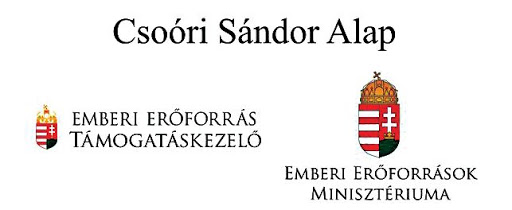 Csoóri Sándor Alap
EMBERI ERŐFORRÁS
TÁMOGATÁSKEZELŐ
EMBERI ERŐFORRÁSOK
MINISZTÉRIUMA